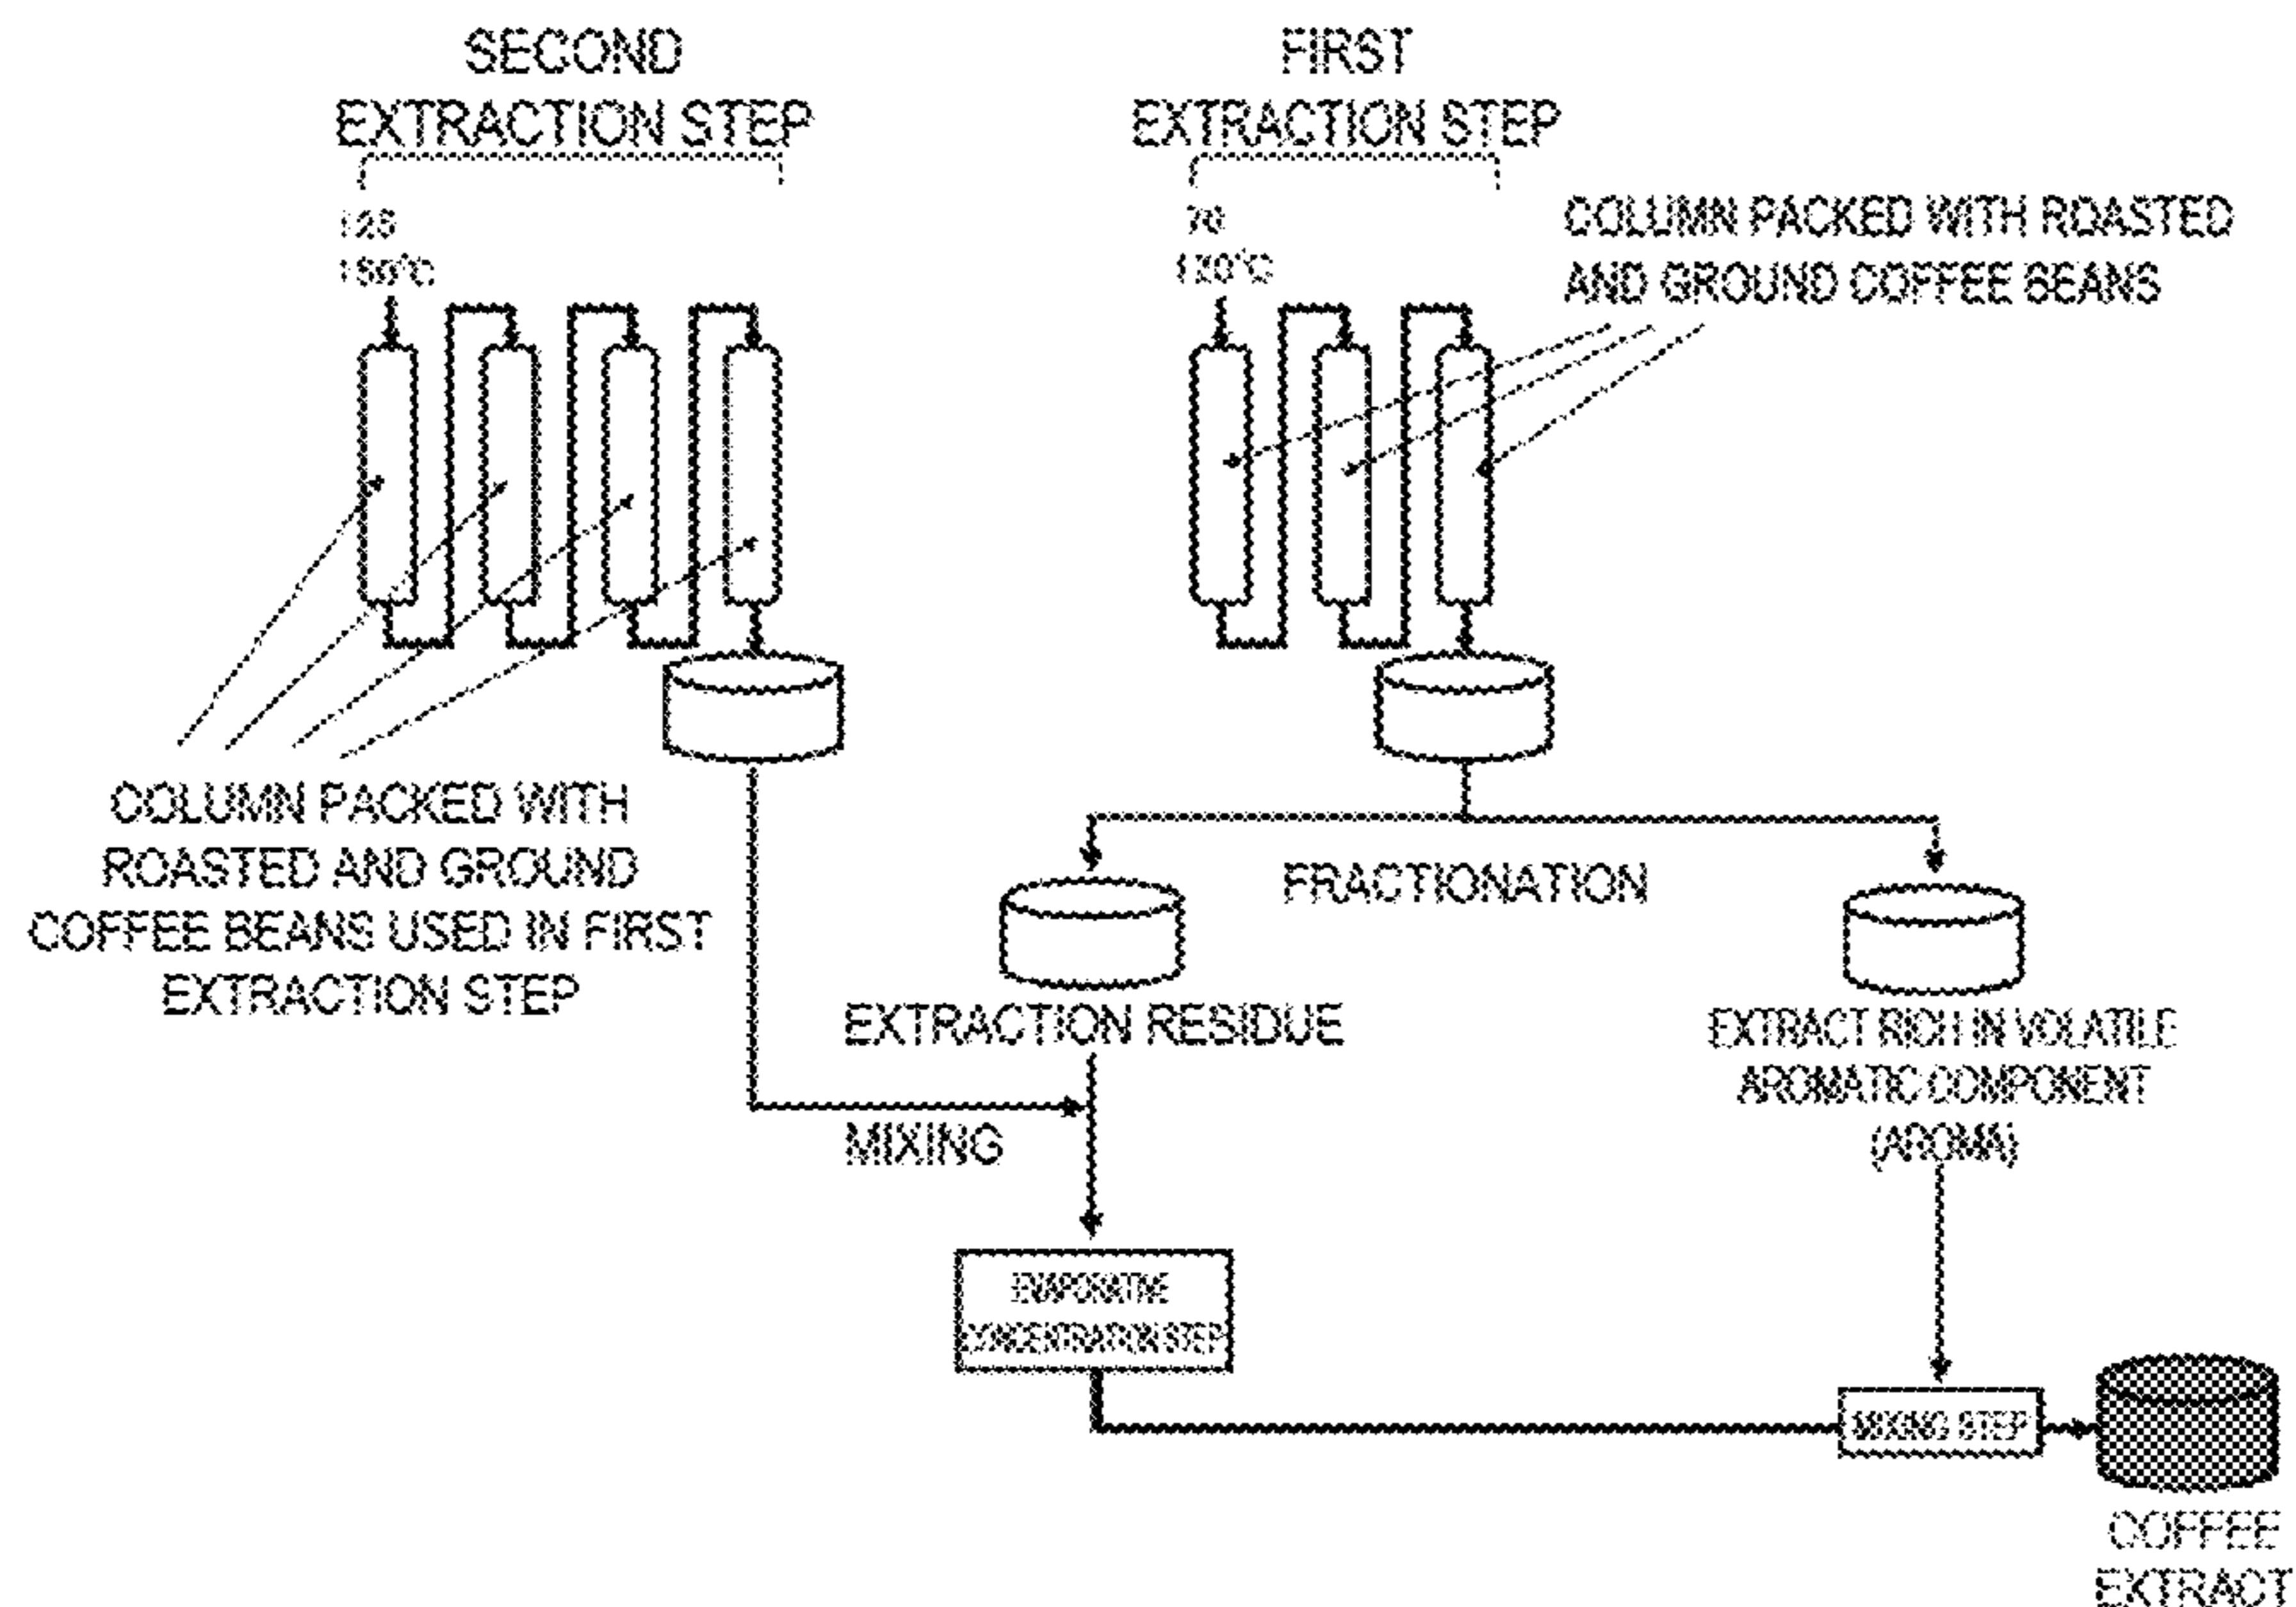 SECOND
EXTRACTION STEP
FIRST
EXTRACTION STEP
COLUMN PACKED WITH ROASTED
AND GROUND COFFEE BEANS
COLUMN PACKED WITH
ROASTED AND GROUND
COFFEE BEANS USED IN FIRST
EXTRACTION STEP
FRACTIONATION
EXTRACTION RESIDUE
EXTRACT RICH IN VOLATILE
AROMATIC COMPONENT
(AROMA)
MIXING
EVAPORATIVE
CONCENTRATION STEP
MIXING STEP
COFFEE
EXTRACT